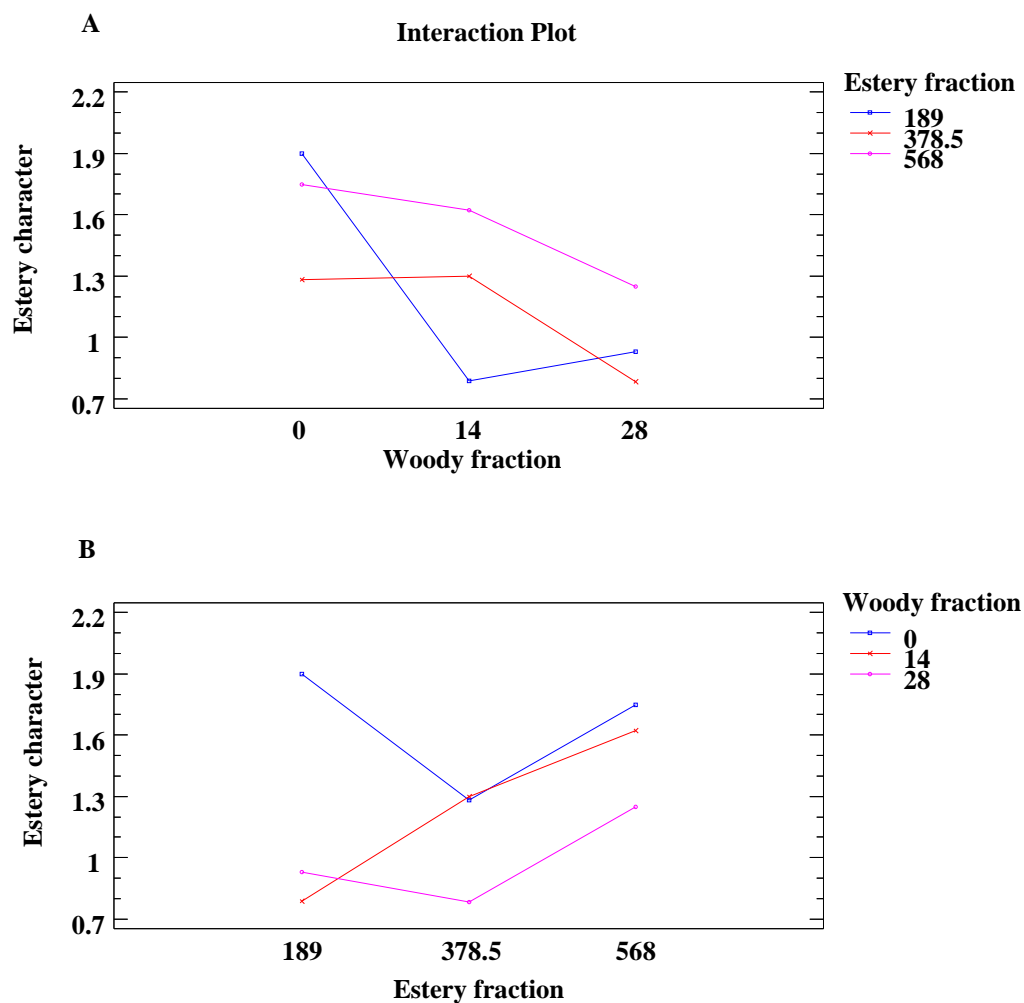 A
Interaction Plot
Estery character
2.2
1.9
1.6
1.3
1
0.7
0
14
28
Woody fraction
Estery fraction
189
378.5
568
B
Estery character
2.2
1.9
1.6
1.3
1
0.7
189
378.5
568
Estery fraction
Woody fraction
0
14
28